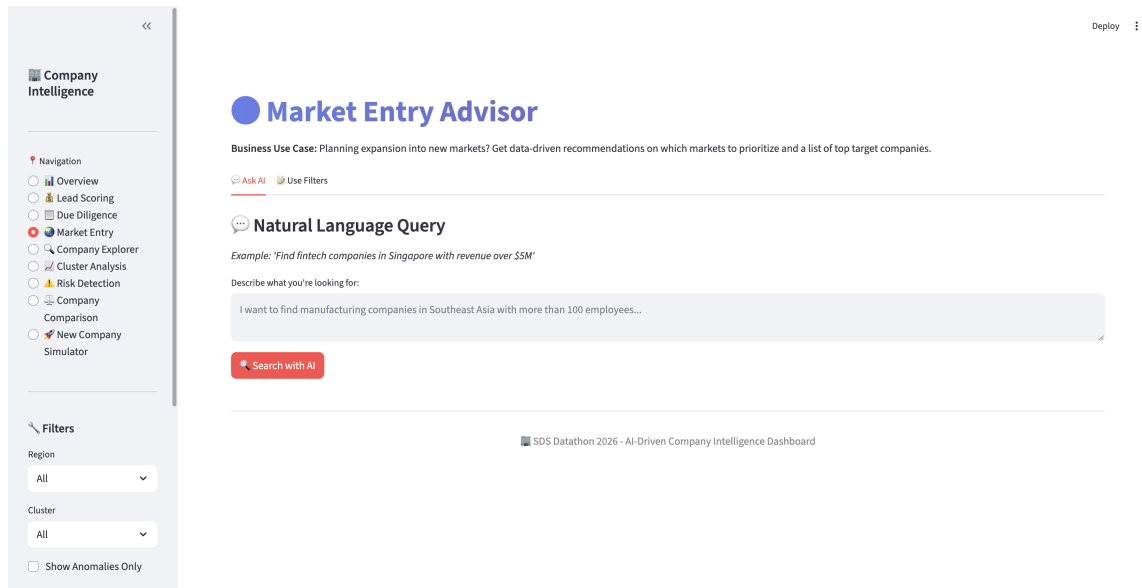 Company
Intelligence
Navigation
Overview
Lead Scoring
Due Diligence
Market Entry
Company Explorer
Cluster Analysis
Risk Detection
Company
Comparison
New Company
Simulator
Filters
Region
All
Cluster
All
Show Anomalies Only
Deploy
Market Entry Advisor
Business Use Case: Planning expansion into new markets? Get data-driven recommendations on which markets to prioritize and a list of top target companies.
Ask AI Use Filters
Natural Language Query
Example: 'Find fintech companies in Singapore with revenue over $5M'
Describe what you're looking for:
I want to find manufacturing companies in Southeast Asia with more than 100 employees...
Search with AI
SDS Datathon 2026 - AI-Driven Company Intelligence Dashboard